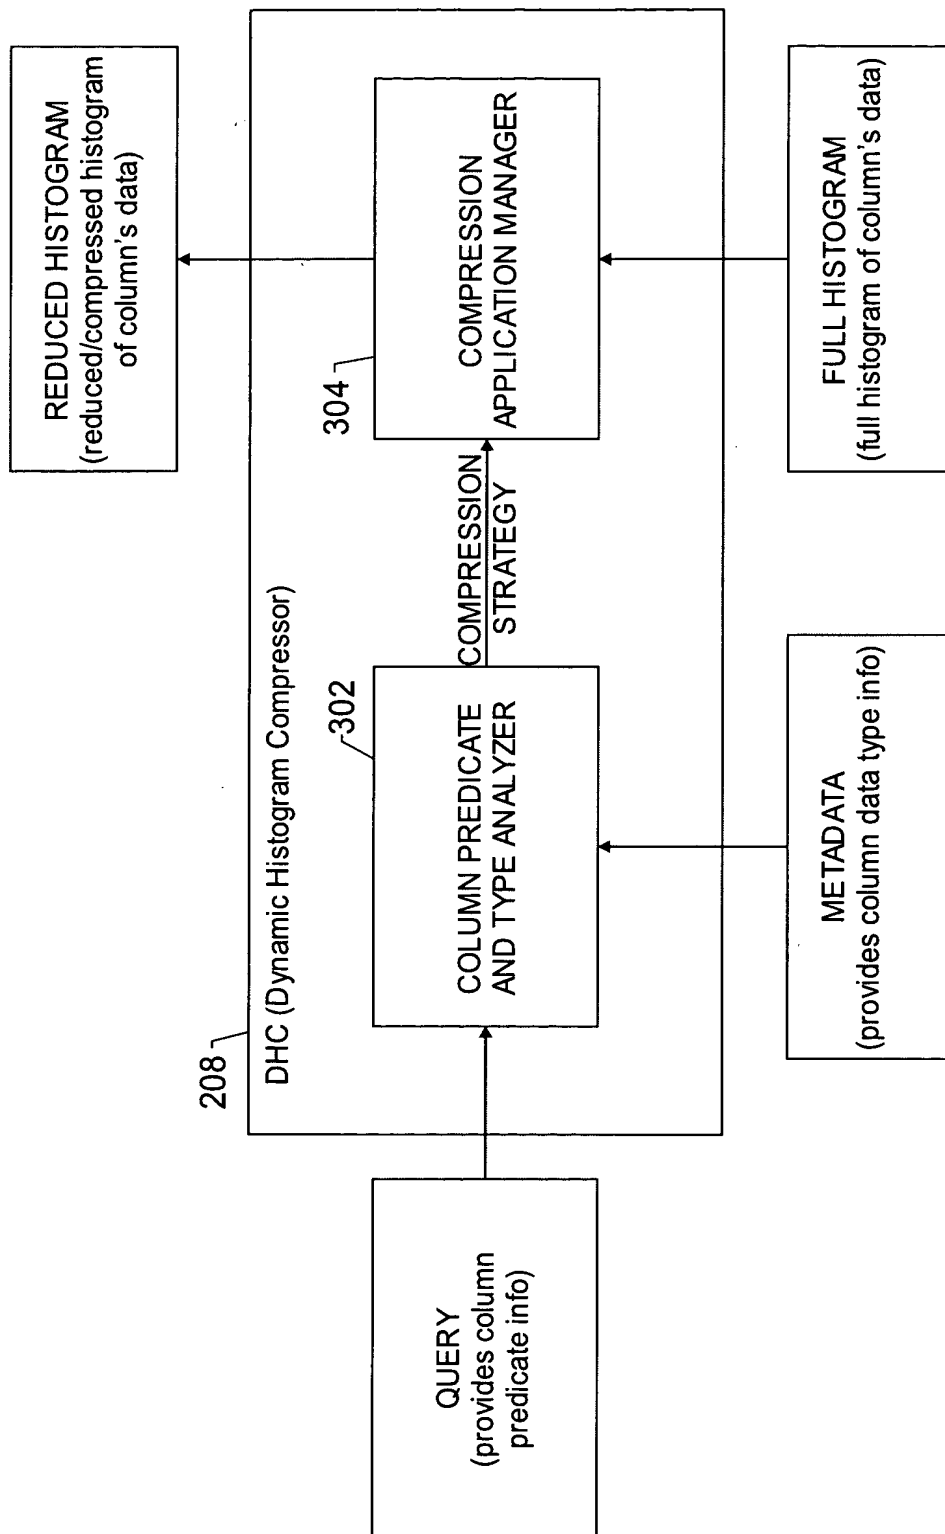 REDUCED HISTOGRAM
(reduced/compressed histogram
of column's data)
208
DHC (Dynamic Histogram Compressor)
QUERY
(provides column
predicate info)
302
COLUMN PREDICATE
AND TYPE ANALYZER
COMPRESSION
STRATEGY
304
COMPRESSION
APPLICATION MANAGER
METADATA
(provides column data type info)
FULL HISTOGRAM
(full histogram of column's data)